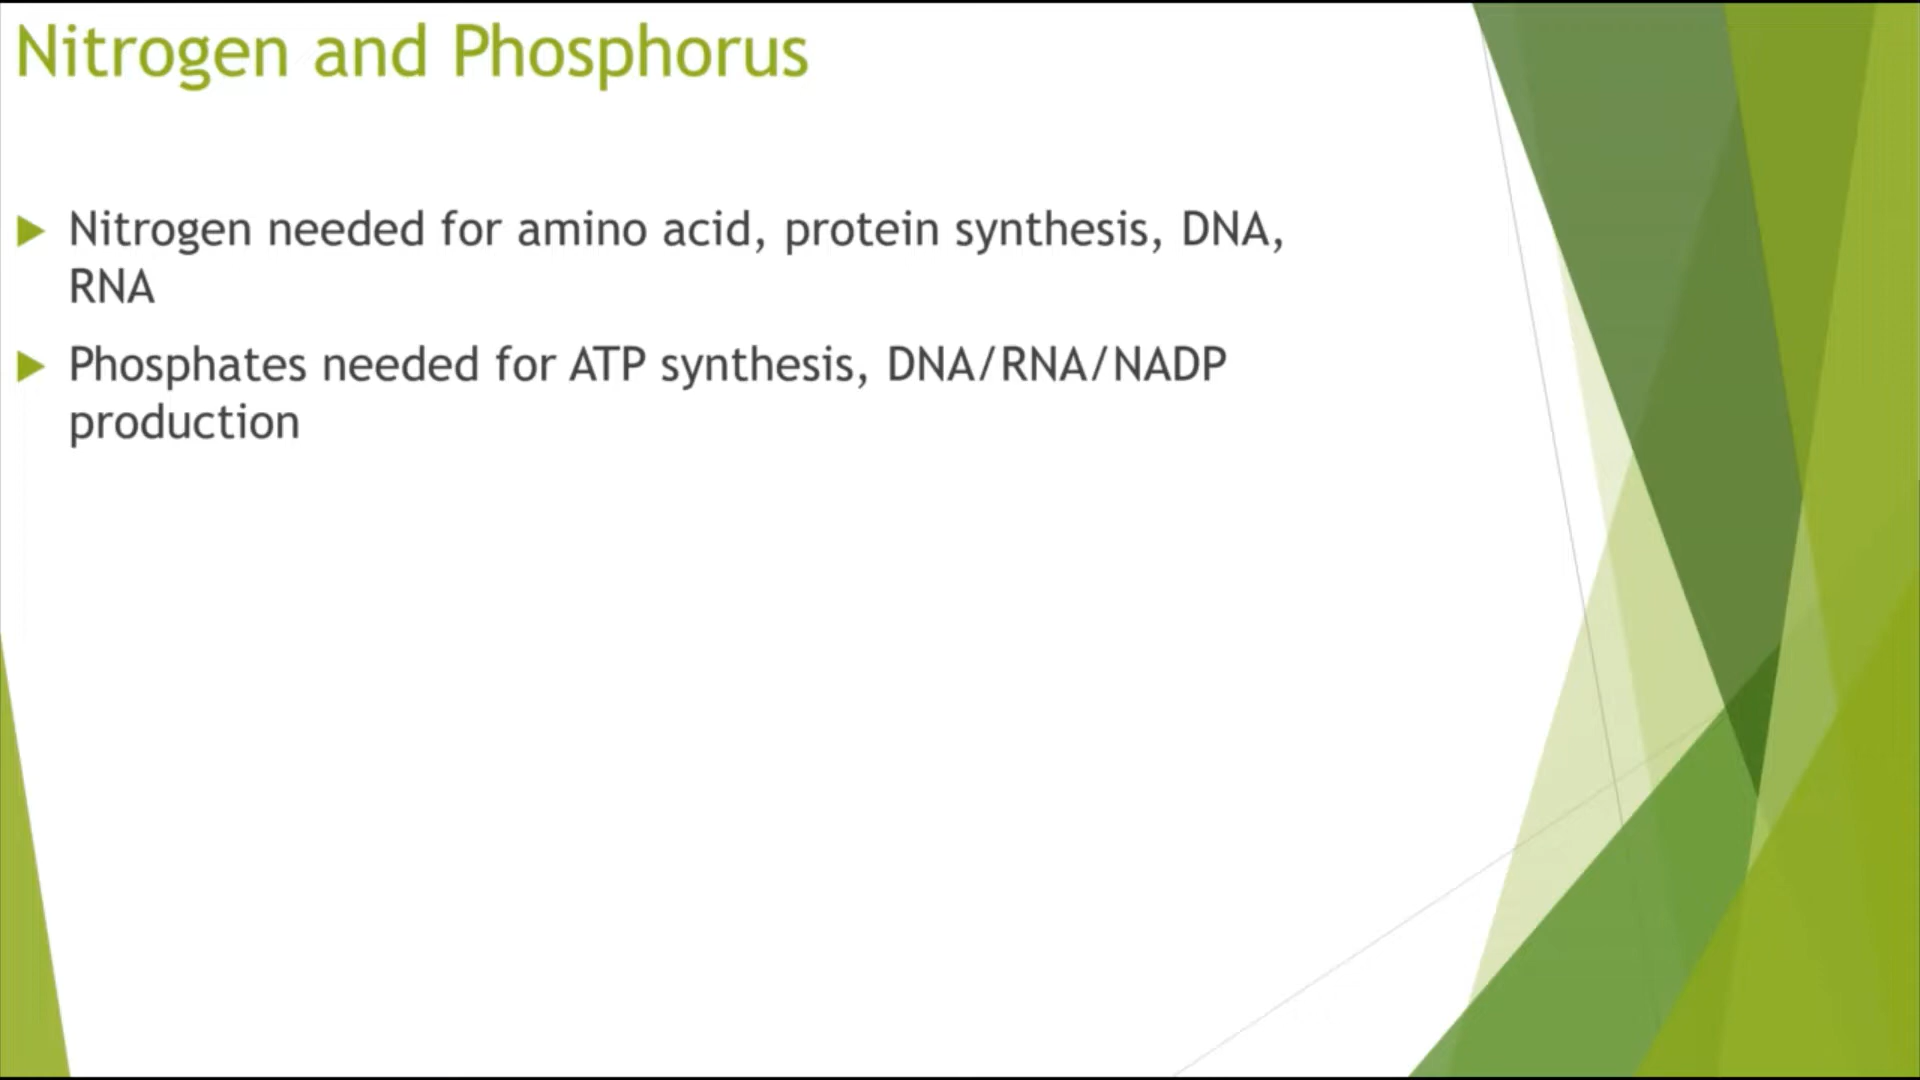 Nitrogen and Phosphorus
Nitrogen needed for amino acid, protein synthesis, DNA,
RNA
Phosphates needed for ATP synthesis, DNA/RNA/NADP
production